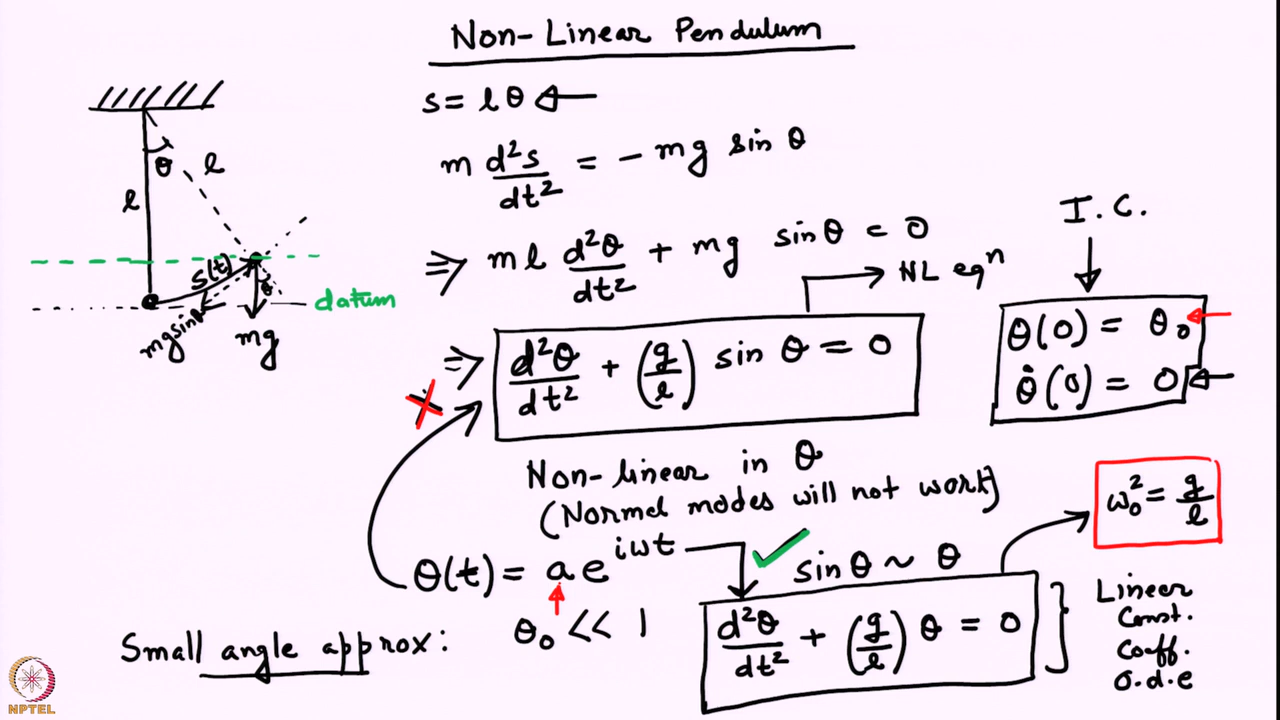 Non-Linear Pendulum
s = lθ
m d²s/dt² = - mg sin θ
⇒ ml d²θ/dt² + mg sinθ = 0
NL eqⁿ
⇒ d²θ/dt² + (g/l) sin θ = 0
I.C.
θ(0) = θ₀
θ̇(0) = 0
θ
l
l
s(t)
θ
mg sinθ
mg
datum
Non-linear in θ
(Normal modes will not work)
θ(t) = a e^{iωt}
sinθ ~ θ
ω₀² = g/l
Small angle approx: θ₀ << 1
d²θ/dt² + (g/l) θ = 0
Linear
Const.
Coeff.
O.d.e
NPTEL